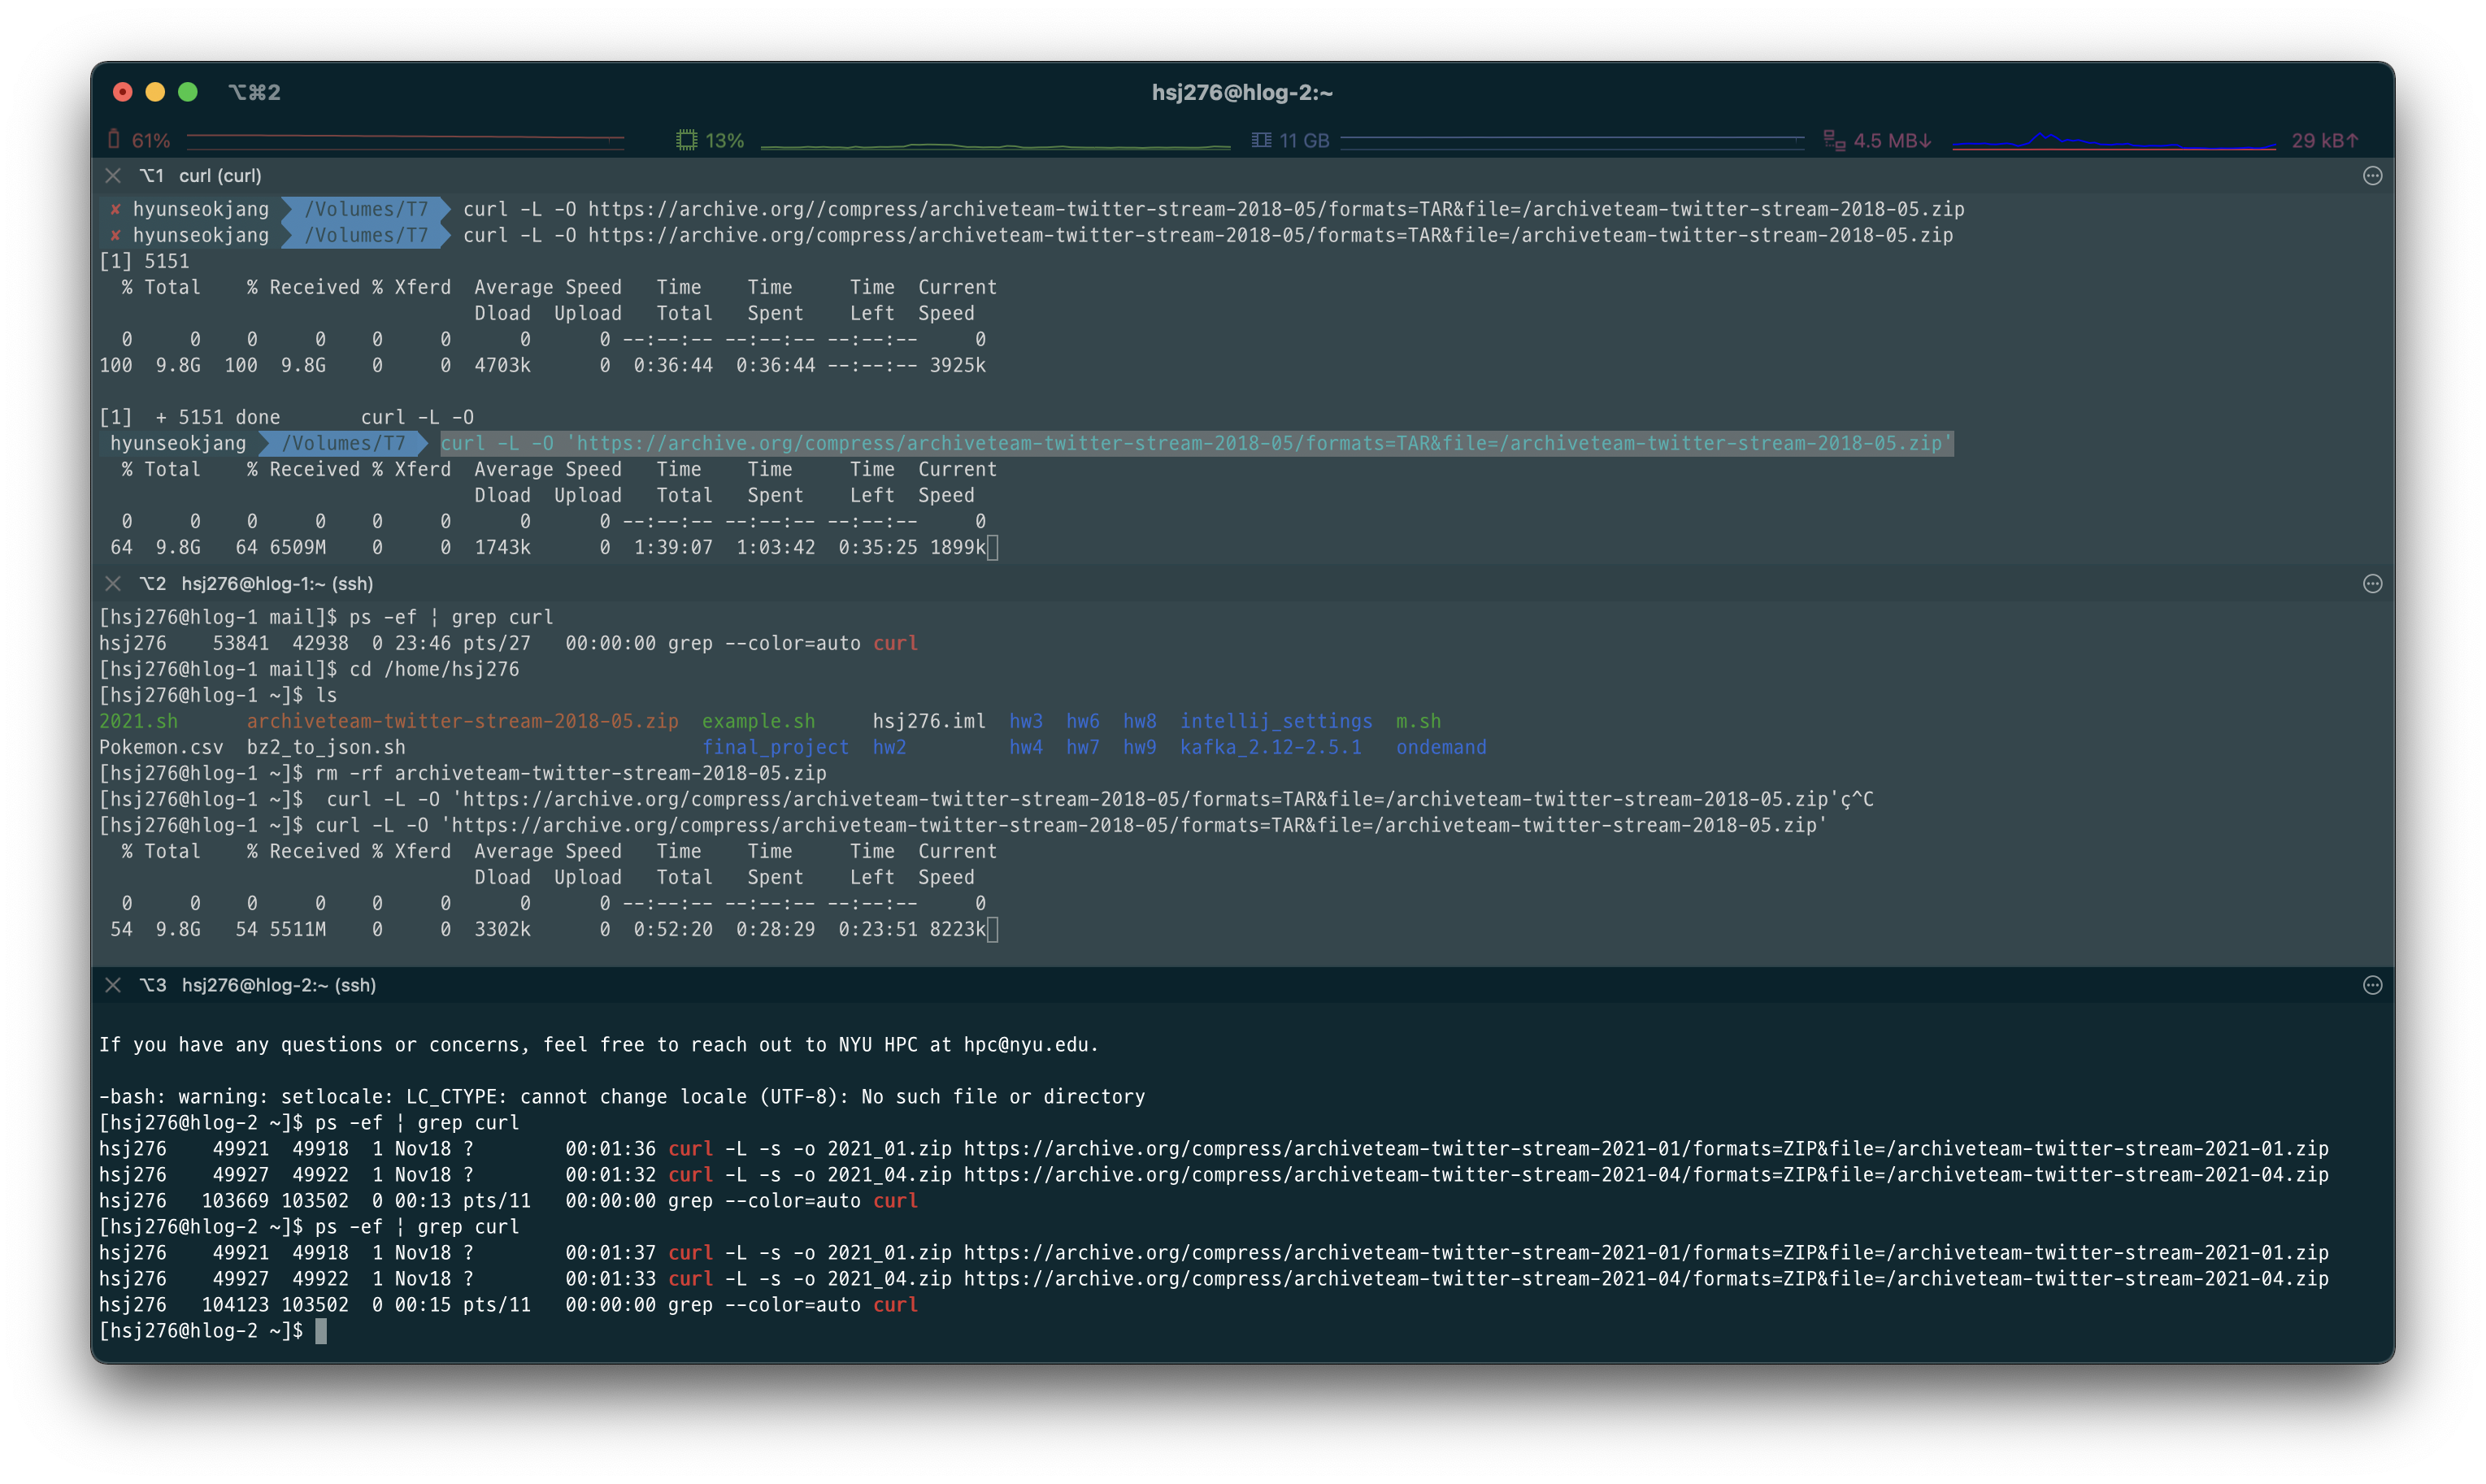 ⌥⌘2 hsj276@hlog-2:~
61% 13% 11 GB 4.5 MB↓ 29 kB↑
⌥1 curl (curl)
✘ hyunseokjang /Volumes/T7 curl -L -O https://archive.org//compress/archiveteam-twitter-stream-2018-05/formats=TAR&file=/archiveteam-twitter-stream-2018-05.zip
✘ hyunseokjang /Volumes/T7 curl -L -O https://archive.org/compress/archiveteam-twitter-stream-2018-05/formats=TAR&file=/archiveteam-twitter-stream-2018-05.zip
[1] 5151
% Total % Received % Xferd Average Speed Time Time Time Current
Dload Upload Total Spent Left Speed
0 0 0 0 0 0 0 0 --:--:-- --:--:-- --:--:-- 0
100 9.8G 100 9.8G 0 0 4703k 0 0:36:44 0:36:44 --:--:-- 3925k
[1] + 5151 done curl -L -O
hyunseokjang /Volumes/T7 curl -L -O 'https://archive.org/compress/archiveteam-twitter-stream-2018-05/formats=TAR&file=/archiveteam-twitter-stream-2018-05.zip'
% Total % Received % Xferd Average Speed Time Time Time Current
Dload Upload Total Spent Left Speed
0 0 0 0 0 0 0 0 --:--:-- --:--:-- --:--:-- 0
64 9.8G 64 6509M 0 0 1743k 0 1:39:07 1:03:42 0:35:25 1899k
⌥2 hsj276@hlog-1:~ (ssh)
[hsj276@hlog-1 mail]$ ps -ef | grep curl
hsj276 53841 42938 0 23:46 pts/27 00:00:00 grep --color=auto curl
[hsj276@hlog-1 mail]$ cd /home/hsj276
[hsj276@hlog-1 ~]$ ls
2021.sh archiveteam-twitter-stream-2018-05.zip example.sh hsj276.iml hw3 hw6 hw8 intellij_settings m.sh
Pokemon.csv bz2_to_json.sh final_project hw2 hw4 hw7 hw9 kafka_2.12-2.5.1 ondemand
[hsj276@hlog-1 ~]$ rm -rf archiveteam-twitter-stream-2018-05.zip
[hsj276@hlog-1 ~]$ curl -L -O 'https://archive.org/compress/archiveteam-twitter-stream-2018-05/formats=TAR&file=/archiveteam-twitter-stream-2018-05.zip'ç^C
[hsj276@hlog-1 ~]$ curl -L -O 'https://archive.org/compress/archiveteam-twitter-stream-2018-05/formats=TAR&file=/archiveteam-twitter-stream-2018-05.zip'
% Total % Received % Xferd Average Speed Time Time Time Current
Dload Upload Total Spent Left Speed
0 0 0 0 0 0 0 0 --:--:-- --:--:-- --:--:-- 0
54 9.8G 54 5511M 0 0 3302k 0 0:52:20 0:28:29 0:23:51 8223k
⌥3 hsj276@hlog-2:~ (ssh)
If you have any questions or concerns, feel free to reach out to NYU HPC at hpc@nyu.edu.
-bash: warning: setlocale: LC_CTYPE: cannot change locale (UTF-8): No such file or directory
[hsj276@hlog-2 ~]$ ps -ef | grep curl
hsj276 49921 49918 1 Nov18 ? 00:01:36 curl -L -s -o 2021_01.zip https://archive.org/compress/archiveteam-twitter-stream-2021-01/formats=ZIP&file=/archiveteam-twitter-stream-2021-01.zip
hsj276 49927 49922 1 Nov18 ? 00:01:32 curl -L -s -o 2021_04.zip https://archive.org/compress/archiveteam-twitter-stream-2021-04/formats=ZIP&file=/archiveteam-twitter-stream-2021-04.zip
hsj276 103669 103502 0 00:13 pts/11 00:00:00 grep --color=auto curl
[hsj276@hlog-2 ~]$ ps -ef | grep curl
hsj276 49921 49918 1 Nov18 ? 00:01:37 curl -L -s -o 2021_01.zip https://archive.org/compress/archiveteam-twitter-stream-2021-01/formats=ZIP&file=/archiveteam-twitter-stream-2021-01.zip
hsj276 49927 49922 1 Nov18 ? 00:01:33 curl -L -s -o 2021_04.zip https://archive.org/compress/archiveteam-twitter-stream-2021-04/formats=ZIP&file=/archiveteam-twitter-stream-2021-04.zip
hsj276 104123 103502 0 00:15 pts/11 00:00:00 grep --color=auto curl
[hsj276@hlog-2 ~]$